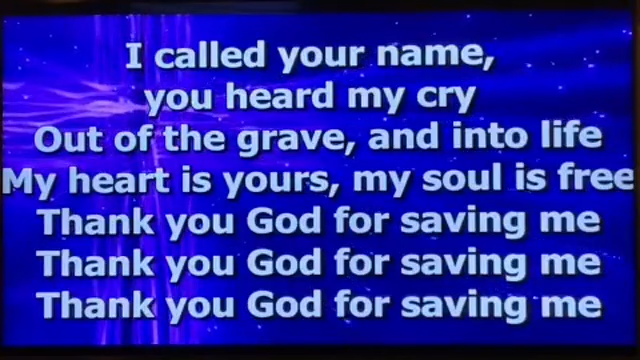 I called your name,
you heard my cry
Out of the grave, and into life
My heart is yours, my soul is free
Thank you God for saving me
Thank you God for saving me
Thank you God for saving me